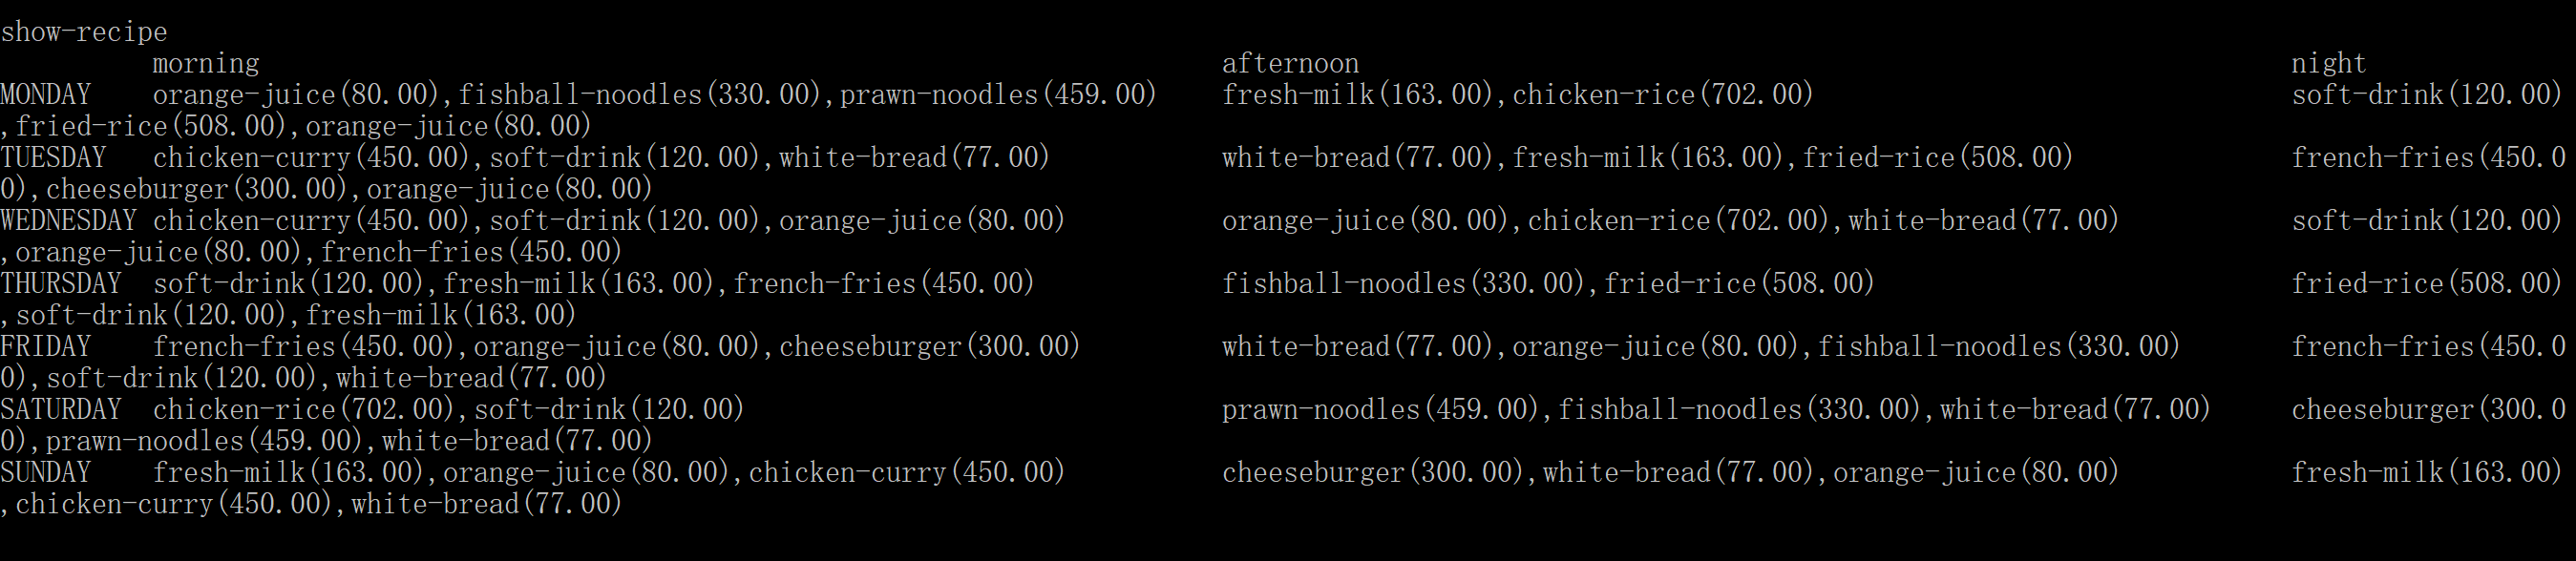 show-recipe
morning afternoon night
MONDAY orange-juice(80.00),fishball-noodles(330.00),prawn-noodles(459.00) fresh-milk(163.00),chicken-rice(702.00) soft-drink(120.00)
,fried-rice(508.00),orange-juice(80.00)
TUESDAY chicken-curry(450.00),soft-drink(120.00),white-bread(77.00) white-bread(77.00),fresh-milk(163.00),fried-rice(508.00) french-fries(450.0
0),cheeseburger(300.00),orange-juice(80.00)
WEDNESDAY chicken-curry(450.00),soft-drink(120.00),orange-juice(80.00) orange-juice(80.00),chicken-rice(702.00),white-bread(77.00) soft-drink(120.00)
,orange-juice(80.00),french-fries(450.00)
THURSDAY soft-drink(120.00),fresh-milk(163.00),french-fries(450.00) fishball-noodles(330.00),fried-rice(508.00) fried-rice(508.00)
,soft-drink(120.00),fresh-milk(163.00)
FRIDAY french-fries(450.00),orange-juice(80.00),cheeseburger(300.00) white-bread(77.00),orange-juice(80.00),fishball-noodles(330.00) french-fries(450.0
0),soft-drink(120.00),white-bread(77.00)
SATURDAY chicken-rice(702.00),soft-drink(120.00) prawn-noodles(459.00),fishball-noodles(330.00),white-bread(77.00) cheeseburger(300.0
0),prawn-noodles(459.00),white-bread(77.00)
SUNDAY fresh-milk(163.00),orange-juice(80.00),chicken-curry(450.00) cheeseburger(300.00),white-bread(77.00),orange-juice(80.00) fresh-milk(163.00)
,chicken-curry(450.00),white-bread(77.00)